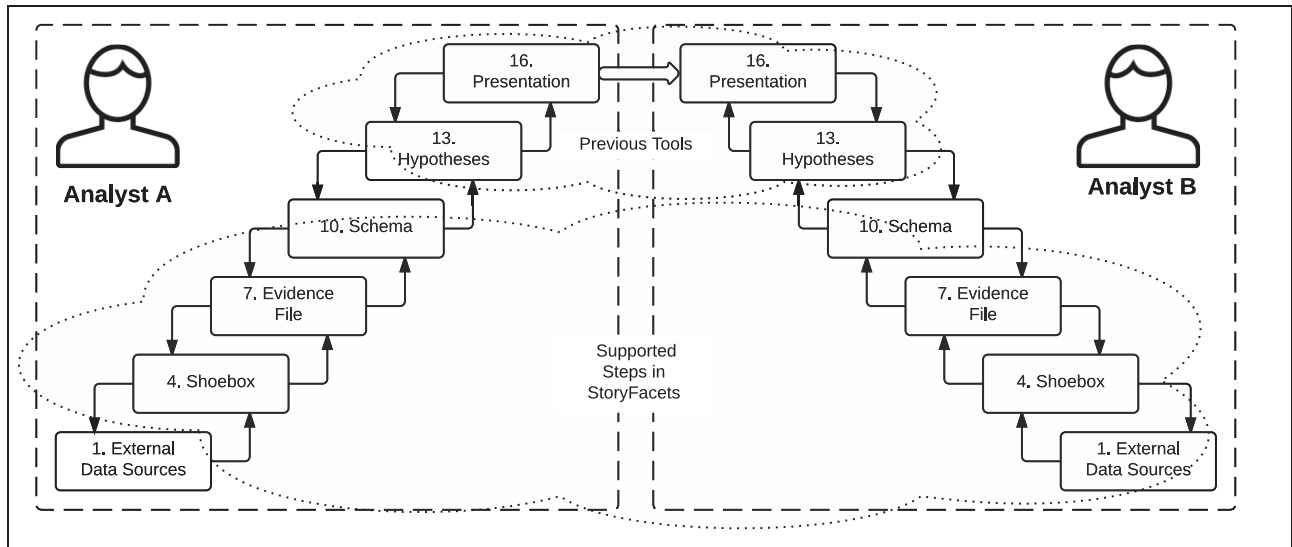 16.
Presentation
16.
Presentation
13.
Hypotheses
Previous Tools
13.
Hypotheses
Analyst A
Analyst B
10. Schema
10. Schema
7. Evidence
File
7. Evidence
File
Supported
Steps in
StoryFacets
4. Shoebox
4. Shoebox
1. External
Data Sources
1. External
Data Sources